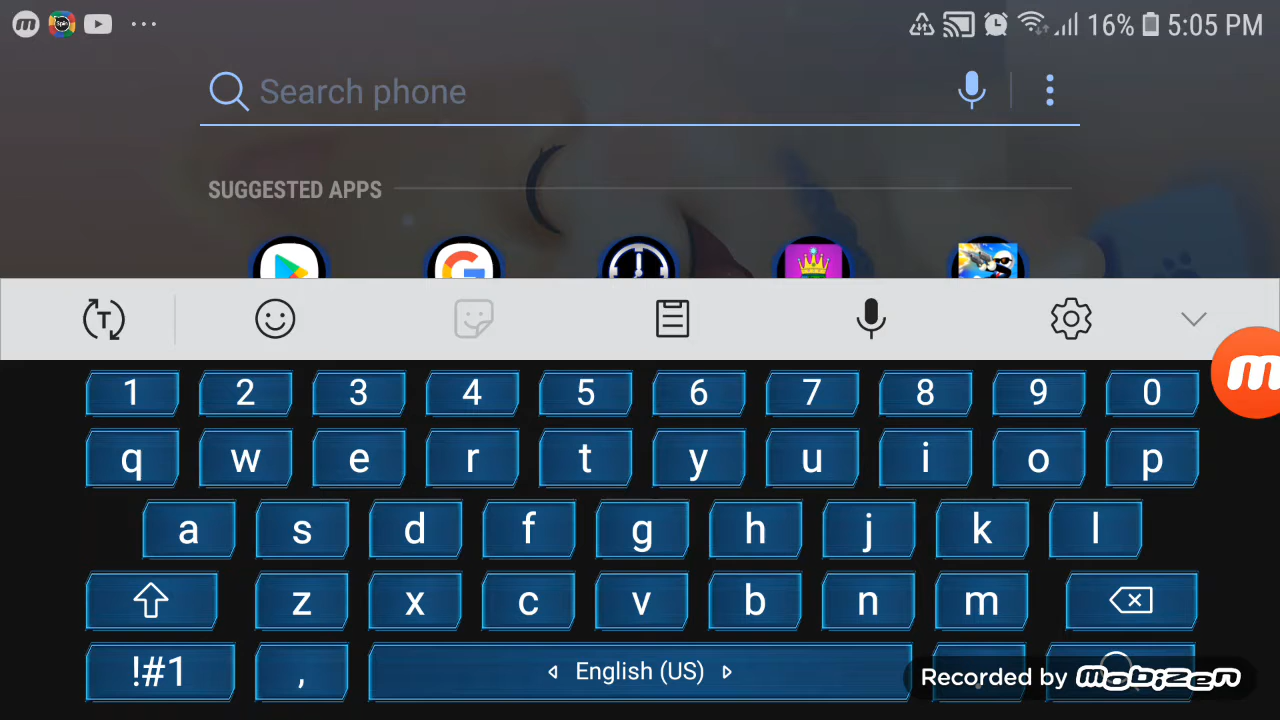 16% 5:05 PM
Search phone
SUGGESTED APPS
T
1 2 3 4 5 6 7 8 9 0
q w e r t y u i o p
a s d f g h j k l
z x c v b n m
!#1 , English (US)
Recorded by mobizen